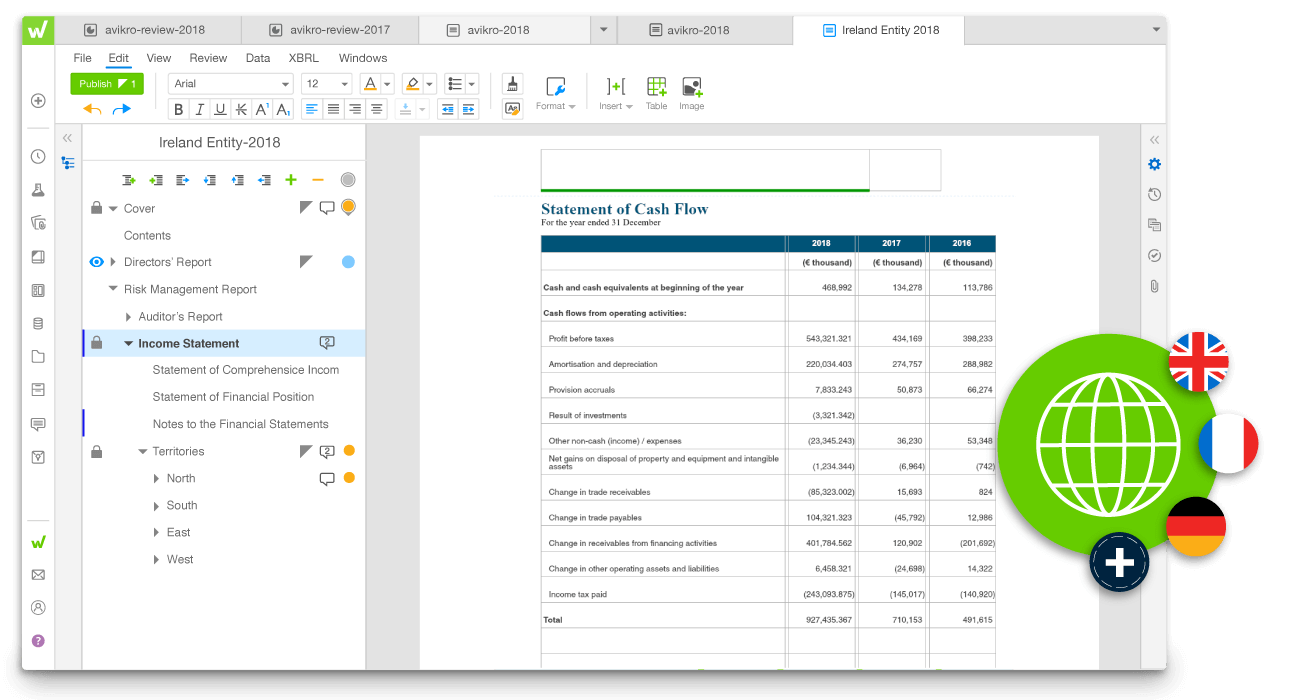 avikro-review-2018 avikro-review-2017 avikro-2018 avikro-2018 Ireland Entity 2018
File Edit View Review Data XBRL Windows
Publish 1 Arial 12 A
Format Insert Table Image
B I U K A¹ A₁
Ireland Entity-2018
Cover
Contents
Directors' Report
Risk Management Report
Auditor's Report
Income Statement 2
Statement of Comprehensice Incom
Statement of Financial Position
Notes to the Financial Statements
Territories 2
North
South
East
West
?
Statement of Cash Flow
For the year ended 31 December
2018 2017 2016
(€ thousand) (€ thousand) (€ thousand)
Cash and cash equivalents at beginning of the year 468,992 134,278 113,786
Cash flows from operating activities:
Profit before taxes 543,321.321 434,169 398,233
Amortisation and depreciation 220,034.403 274,757 288,982
Provision accruals 7,833.243 50,873 66,274
Result of investments (3,321.342)
Other non-cash (income) / expenses (23,345.243) 36,230 53,348
Net gains on disposal of property and equipment and intangible
assets (1,234.344) (6,964) (742)
Change in trade receivables (85,323.002) 15,693 824
Change in trade payables 104,321.323 (45,792) 12,986
Change in receivables from financing activities 401,784.562 120,902 (201,692)
Change in other operating assets and liabilities 6,458.321 (24,698) 14,322
Income tax paid (243,093.875) (145,017) (140,920)
Total 927,435.367 710,153 491,615